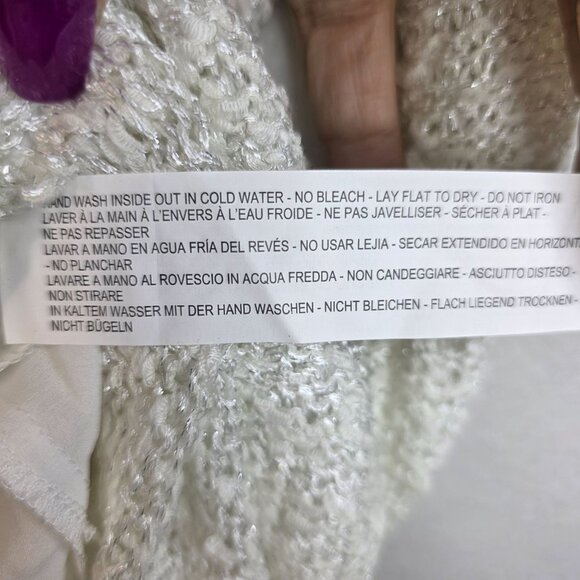 HAND WASH INSIDE OUT IN COLD WATER - NO BLEACH - LAY FLAT TO DRY - DO NOT IRON
LAVER À LA MAIN À L'ENVERS À L'EAU FROIDE - NE PAS JAVELLISER - SÉCHER À PLAT -
NE PAS REPASSER
LAVAR A MANO EN AGUA FRÍA DEL REVÉS - NO USAR LEJIA - SECAR EXTENDIDO EN HORIZONT
- NO PLANCHAR
LAVARE A MANO AL ROVESCIO IN ACQUA FREDDA - NON CANDEGGIARE - ASCIUTTO DISTESO -
NON STIRARE
IN KALTEM WASSER MIT DER HAND WASCHEN - NICHT BLEICHEN - FLACH LIEGEND TROCKNEN -
NICHT BÜGELN